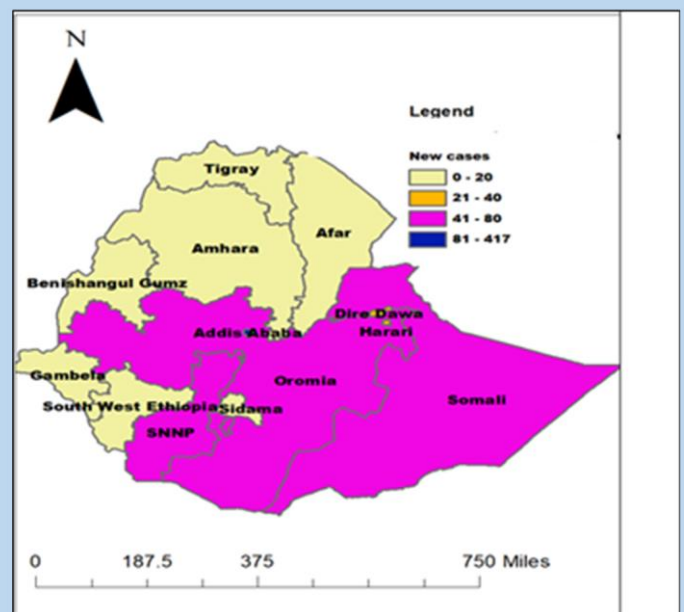 N
Legend
New cases
0 - 20
21 - 40
41 - 80
81 - 417
Tigray
Afar
Amhara
Benishangul Gumz
Dire Dawa
Addis Ababa
Harari
Gambela
Oromia
Somali
South West Ethiopia
Sidama
SNNP
0 187.5 375 750 Miles